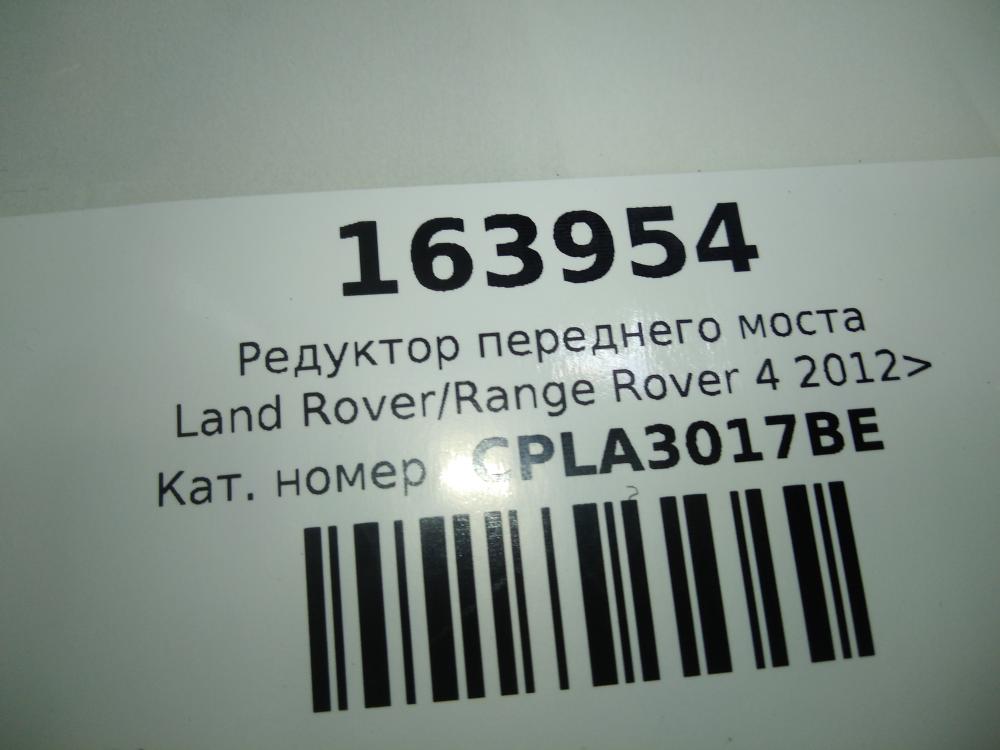 163954
Редуктор переднего моста
Land Rover/Range Rover 4 2012>
Кат. номер CPLA3017BE